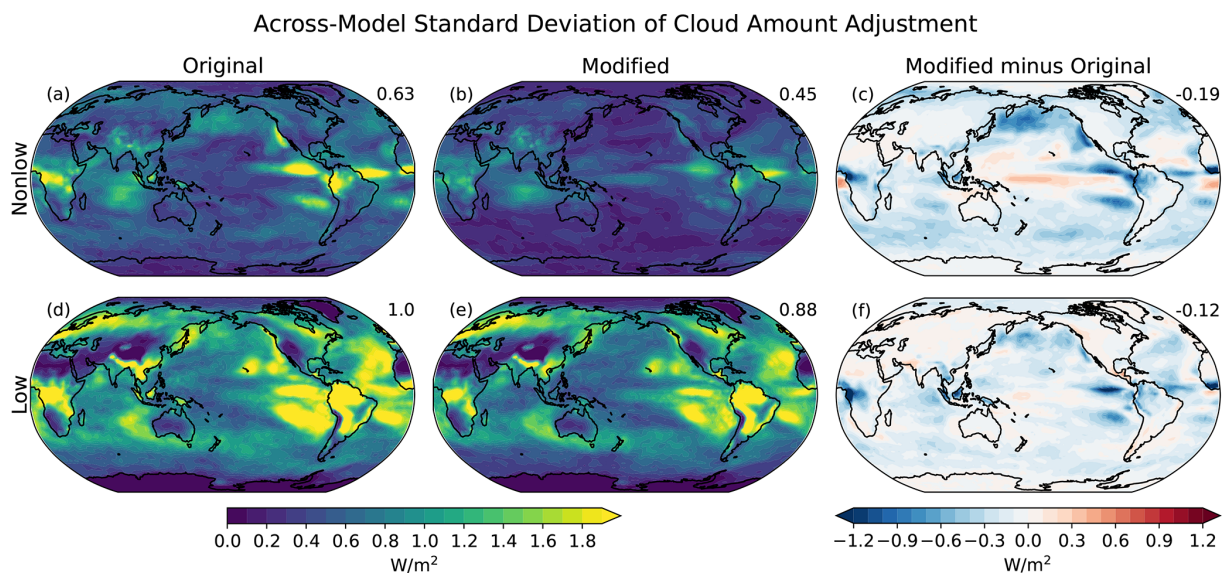 Across-Model Standard Deviation of Cloud Amount Adjustment
Original Modified Modified minus Original
Nonlow
(a) 0.63 (b) 0.45 (c) -0.19
Low
(d) 1.0 (e) 0.88 (f) -0.12
0.0 0.2 0.4 0.6 0.8 1.0 1.2 1.4 1.6 1.8
W/m²
−1.2 −0.9 −0.6 −0.3 0.0 0.3 0.6 0.9 1.2
W/m²